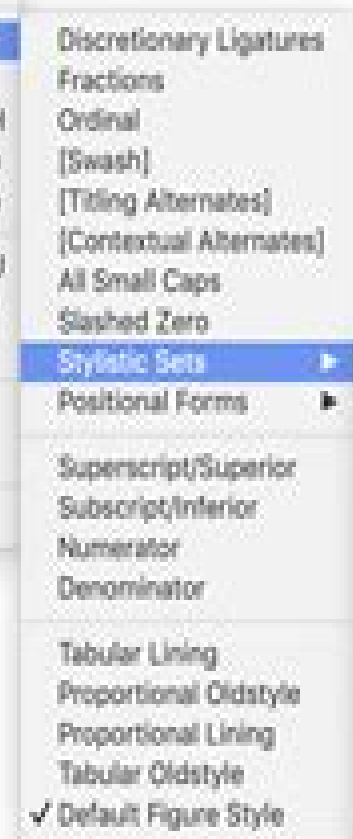 Discretionary Ligatures
Fractions
Ordinal
[Swash]
[Titling Alternates]
[Contextual Alternates]
All Small Caps
Slashed Zero
Stylistic Sets
Positional Forms
Superscript/Superior
Subscript/Inferior
Numerator
Denominator
Tabular Lining
Proportional Oldstyle
Proportional Lining
Tabular Oldstyle
✓ Default Figure Style